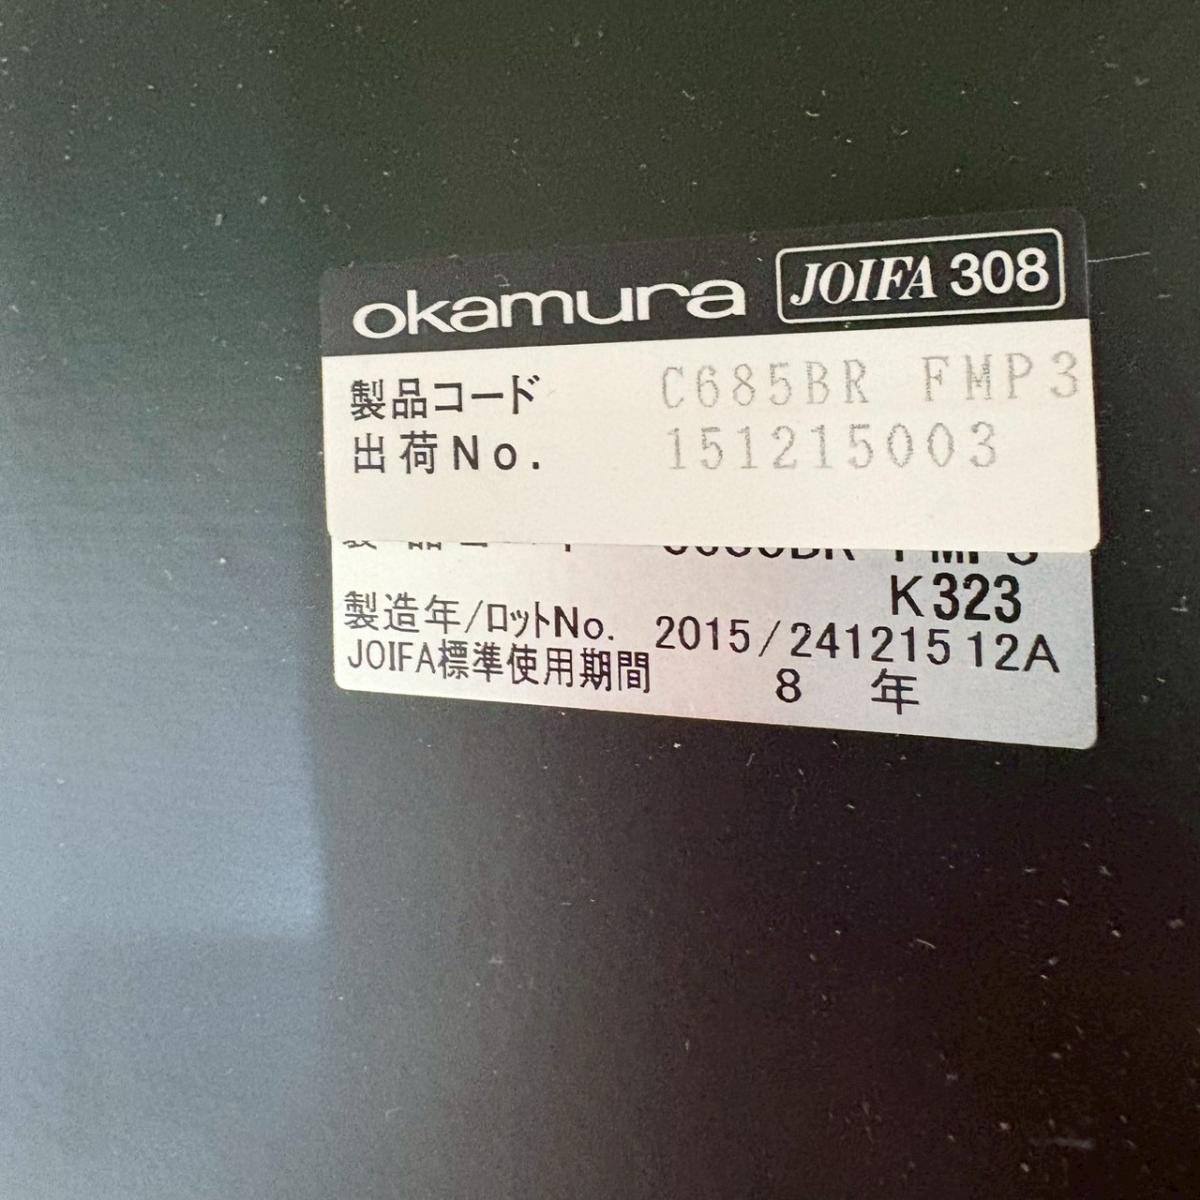 okamura JOIFA 308
製品コード C685BR FMP3
出荷No. 151215003
K323
製造年/ロットNo. 2015/241215 12A
JOIFA標準使用期間 8 年